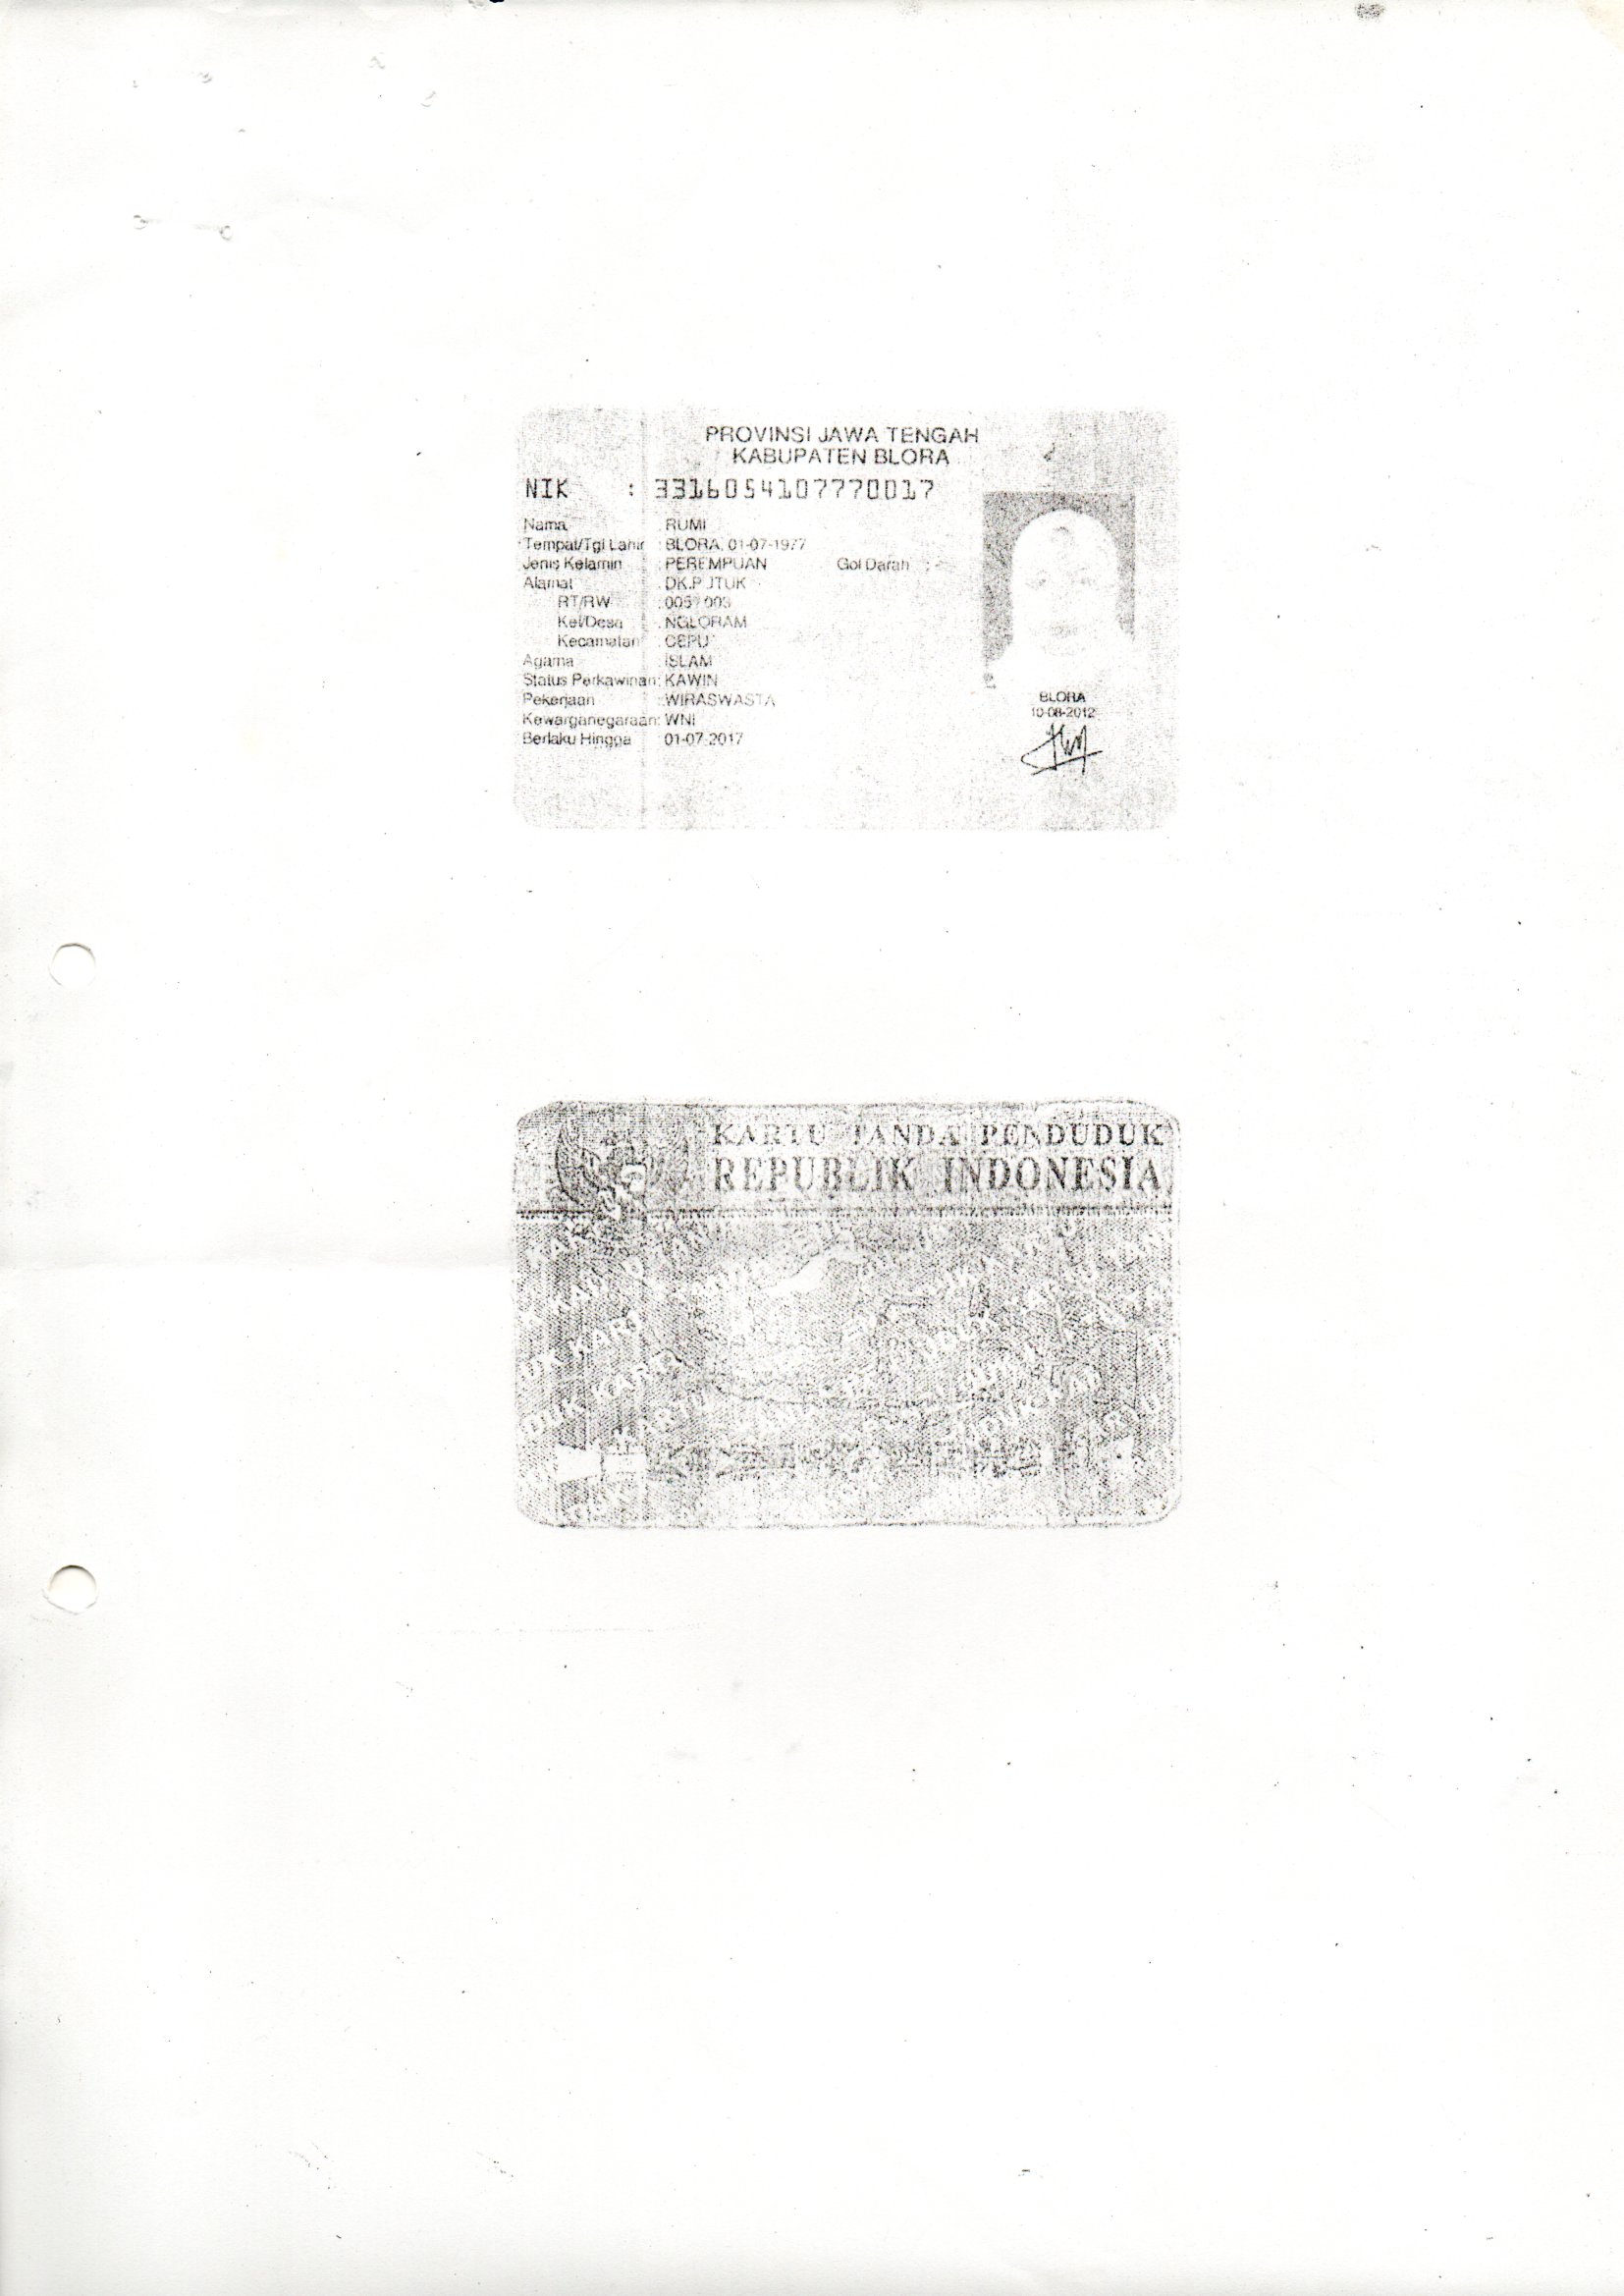 PROVINSI JAWA TENGAH
KABUPATEN BLORA
NIK : 3316054107770017
Nama : RUMI
Tempat/Tgl Lahir : BLORA, 01-07-1977
Jenis Kelamin : PEREMPUAN Gol Darah : -
Alamat : DK.PUTUK
RT/RW : 005/003
Kel/Desa : NGLORAM
Kecamatan : CEPU
Agama : ISLAM
Status Perkawinan: KAWIN
Pekerjaan : WIRASWASTA
Kewarganegaraan: WNI
Berlaku Hingga : 01-07-2017
BLORA
10-08-2012
KARTU TANDA PENDUDUK
REPUBLIK INDONESIA